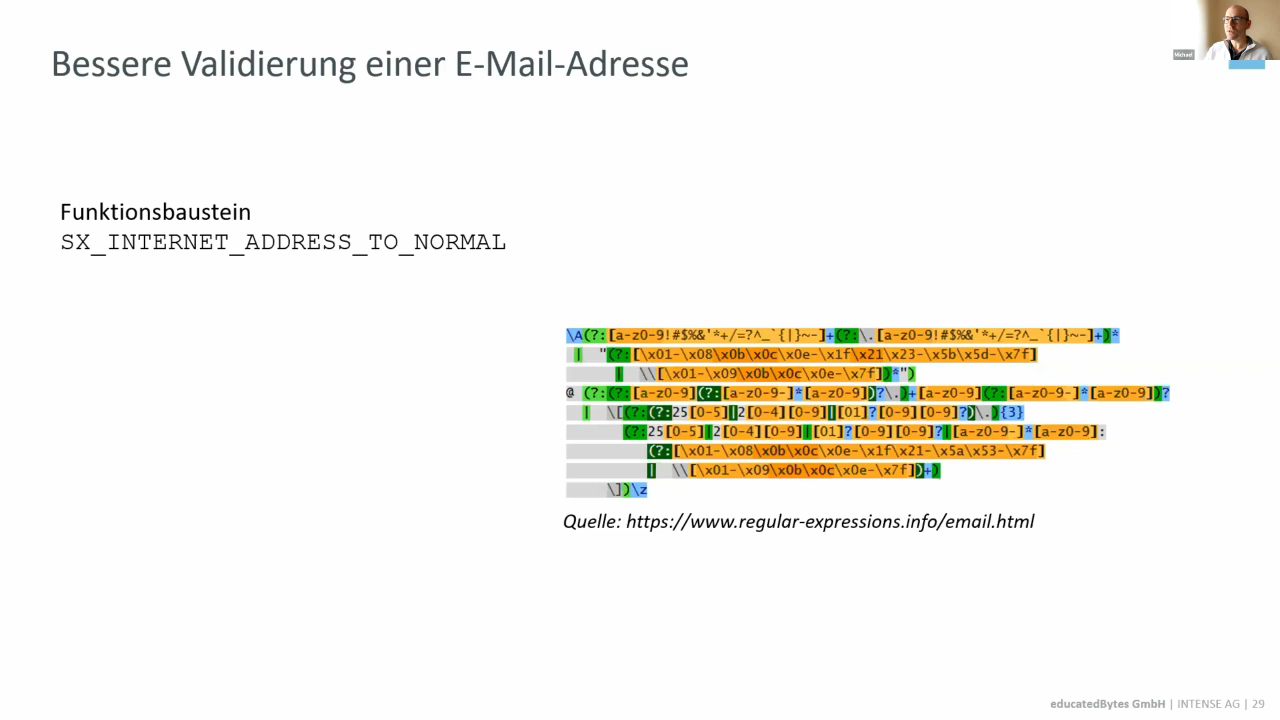 Bessere Validierung einer E-Mail-Adresse
Michael
Funktionsbaustein
SX_INTERNET_ADDRESS_TO_NORMAL
\A(?:[a-z0-9!#$%&'*+/=?^_`{|}~-]+(?:\.[a-z0-9!#$%&'*+/=?^_`{|}~-]+)*
| "(?:[\x01-\x08\x0b\x0c\x0e-\x1f\x21\x23-\x5b\x5d-\x7f]
| \\[\x01-\x09\x0b\x0c\x0e-\x7f])*")
@ (?:(?:[a-z0-9](?:[a-z0-9-]*[a-z0-9])?\.)+[a-z0-9](?:[a-z0-9-]*[a-z0-9])?
| \[(?:(?:25[0-5]|2[0-4][0-9]|[01]?[0-9][0-9]?)\.){3}
(?:25[0-5]|2[0-4][0-9]|[01]?[0-9][0-9]?|[a-z0-9-]*[a-z0-9]:
(?:[\x01-\x08\x0b\x0c\x0e-\x1f\x21-\x5a\x53-\x7f]
| \\[\x01-\x09\x0b\x0c\x0e-\x7f])+)
\])\z
Quelle: https://www.regular-expressions.info/email.html
educatedBytes GmbH | INTENSE AG | 29